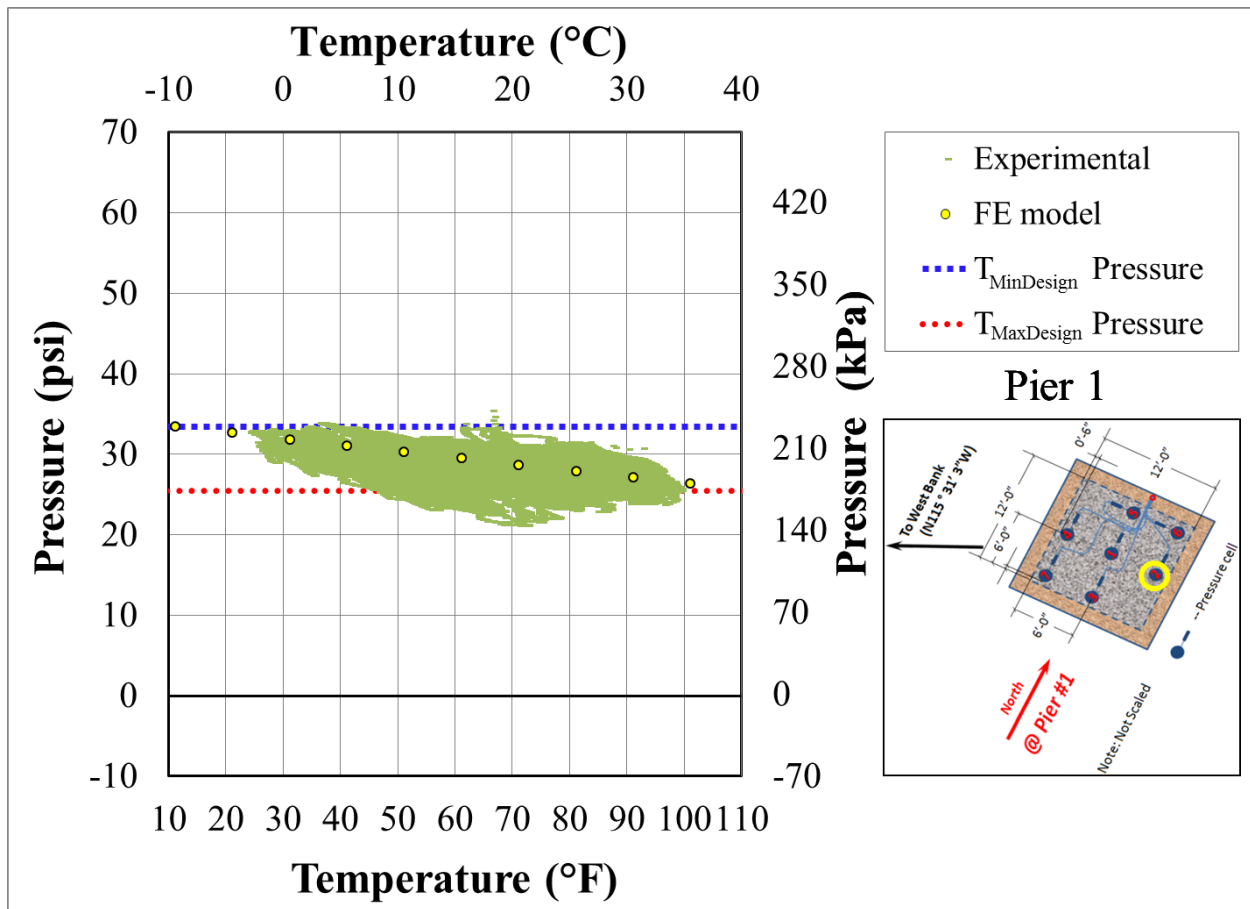 Temperature (°C)
-10 0 10 20 30 40
70
60
50
40
30
20
10
0
-10
Pressure (psi)
420
350
280
210
140
70
0
-70
Pressure (kPa)
10 20 30 40 50 60 70 80 90 100 110
Temperature (°F)
Experimental
FE model
TMinDesign Pressure
TMaxDesign Pressure
Pier 1
To West Bank
(N115 ° 31' 3"W)
0'-6"
12'-0"
12'-0"
6'-0"
6'-0"
-- Pressure cell
North
@ Pier #1
Note: Not Scaled